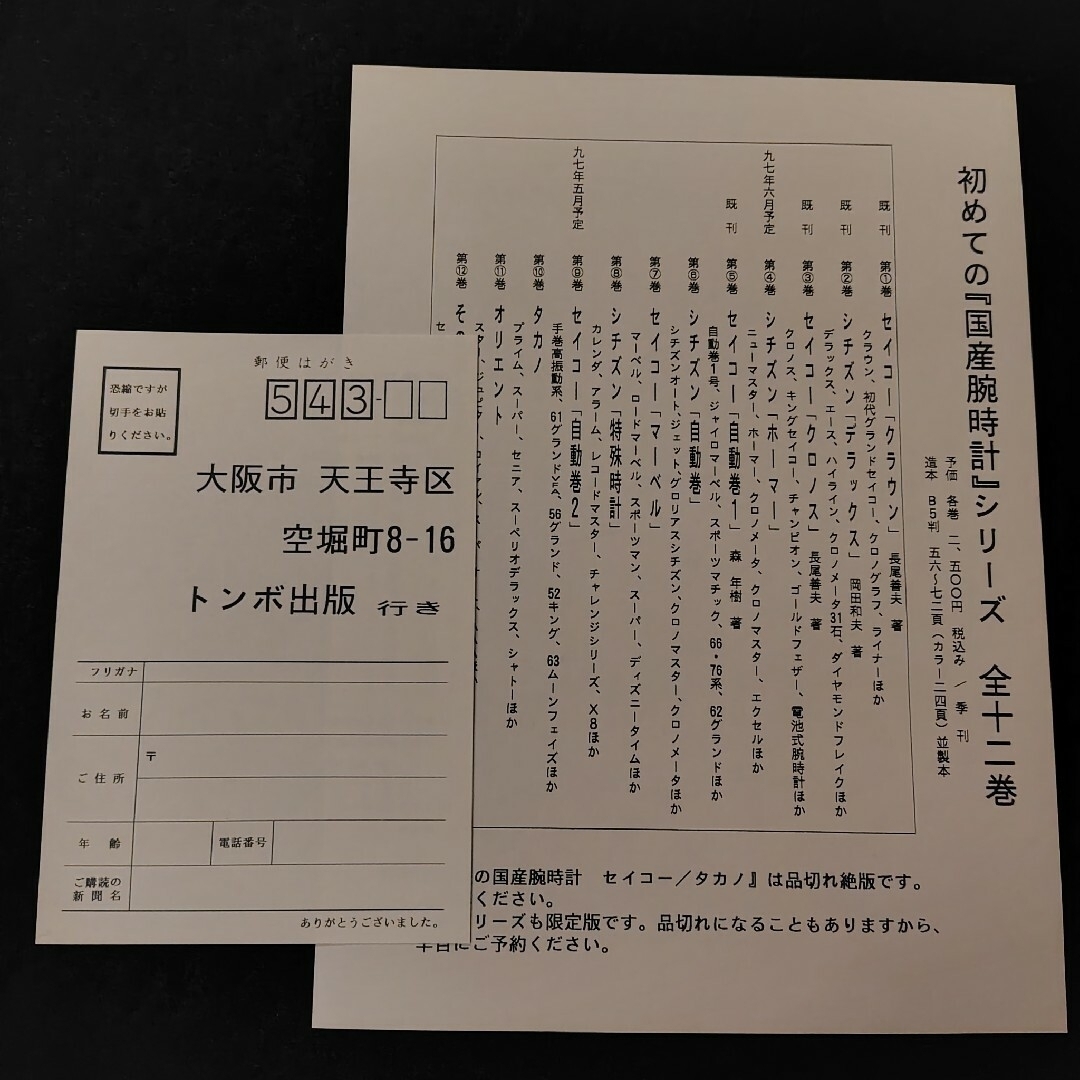 初めての『国産腕時計』シリーズ 全十二巻
予価 各巻 二、五〇〇円 税込み / 季刊
造本 B5判 五六〜七二頁(カラー二四頁)並製本
既刊 第①巻 セイコー「クラウン」 長尾善夫 著
クラウン、初代グランドセイコー、クロノグラフ、ライナーほか
既刊 第②巻 シチズン「デラックス」 岡田和夫 著
デラックス、エース、ハイライン、クロノメータ31石、ダイヤモンドフレイクほか
既刊 第③巻 セイコー「クロノス」 長尾善夫 著
クロノス、キングセイコー、チャンピオン、ゴールドフェザー、電池式腕時計ほか
九七年六月予定 第④巻 シチズン「ホーマー」
ニューマスター、ホーマー、クロノメータ、クロノマスター、エクセルほか
既刊 第⑤巻 セイコー「自動巻1」 森 年樹 著
自動巻1号、ジャイロマーベル、スポーツマチック、66・76系、62グランドほか
第⑥巻 シチズン「自動巻」
シチズンオート、ジェット、グロリアスシチズン、クロノマスター、クロノメータほか
第⑦巻 セイコー「マーベル」
マーベル、ロードマーベル、スポーツマン、スーパー、ディズニータイムほか
第⑧巻 シチズン「特殊時計」
カレンダ、アラーム、レコードマスター、チャレンジシリーズ、X8ほか
九七年五月予定 第⑨巻 セイコー「自動巻2」
手巻高振動系、61グランドVFA、56グランド、52キング、63ムーンフェイズほか
第⑩巻 タカノ
プライム、スーパー、セニア、スーペリオデラックス、シャトーほか
第⑪巻 オリエント
第⑫巻 そ
の国産腕時計 セイコー/タカノ』は品切れ絶版です。
ください。
リーズも限定版です。品切れになることもありますから、
にご予約ください。
郵便はがき
恐縮ですが
切手をお貼
りください。
543-
大阪市 天王寺区
空堀町8-16
トンボ出版 行き
フリガナ
お名前
ご住所 〒
年齢 電話番号
ご購読の
新聞名
ありがとうございました。